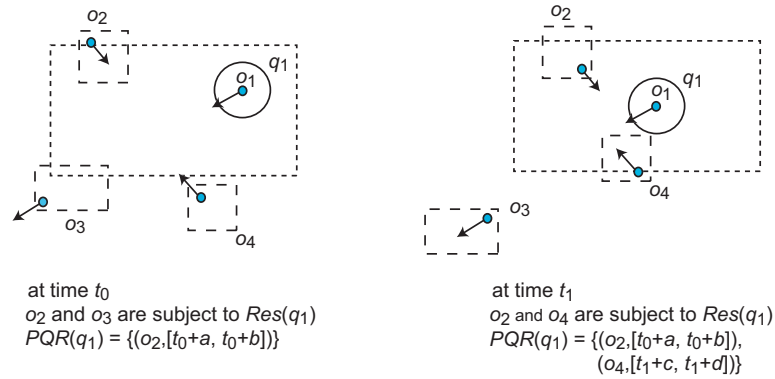 o2
q1
o1
o3
o4
at time t0
o2 and o3 are subject to Res(q1)
PQR(q1) = {(o2,[t0+a, t0+b])}
o2
q1
o1
o4
o3
at time t1
o2 and o4 are subject to Res(q1)
PQR(q1) = {(o2,[t0+a, t0+b]),
(o4,[t1+c, t1+d])}